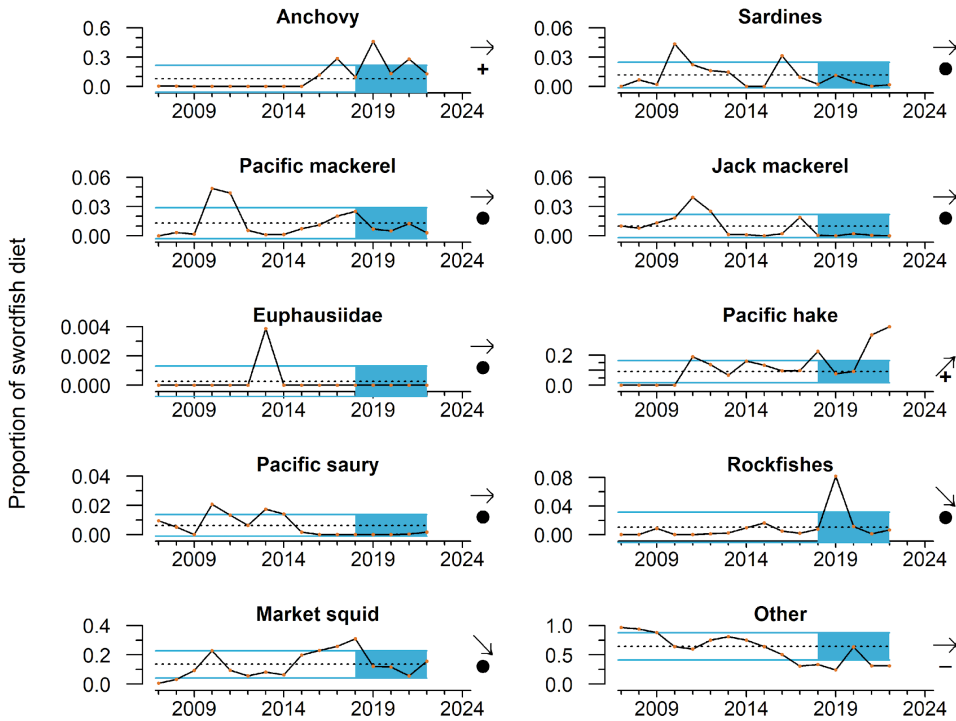 Proportion of swordfish diet
Anchovy
0.6
0.3
0.0
2009 2014 2019 2024
+
Sardines
0.06
0.03
0.00
2009 2014 2019 2024
Pacific mackerel
0.06
0.03
0.00
2009 2014 2019 2024
Jack mackerel
0.06
0.03
0.00
2009 2014 2019 2024
Euphausiidae
0.004
0.002
0.000
2009 2014 2019 2024
Pacific hake
0.2
0.0
2009 2014 2019 2024
+
Pacific saury
0.04
0.02
0.00
2009 2014 2019 2024
Rockfishes
0.08
0.04
0.00
2009 2014 2019 2024
Market squid
0.4
0.2
0.0
2009 2014 2019 2024
Other
1.0
0.5
0.0
2009 2014 2019 2024
−